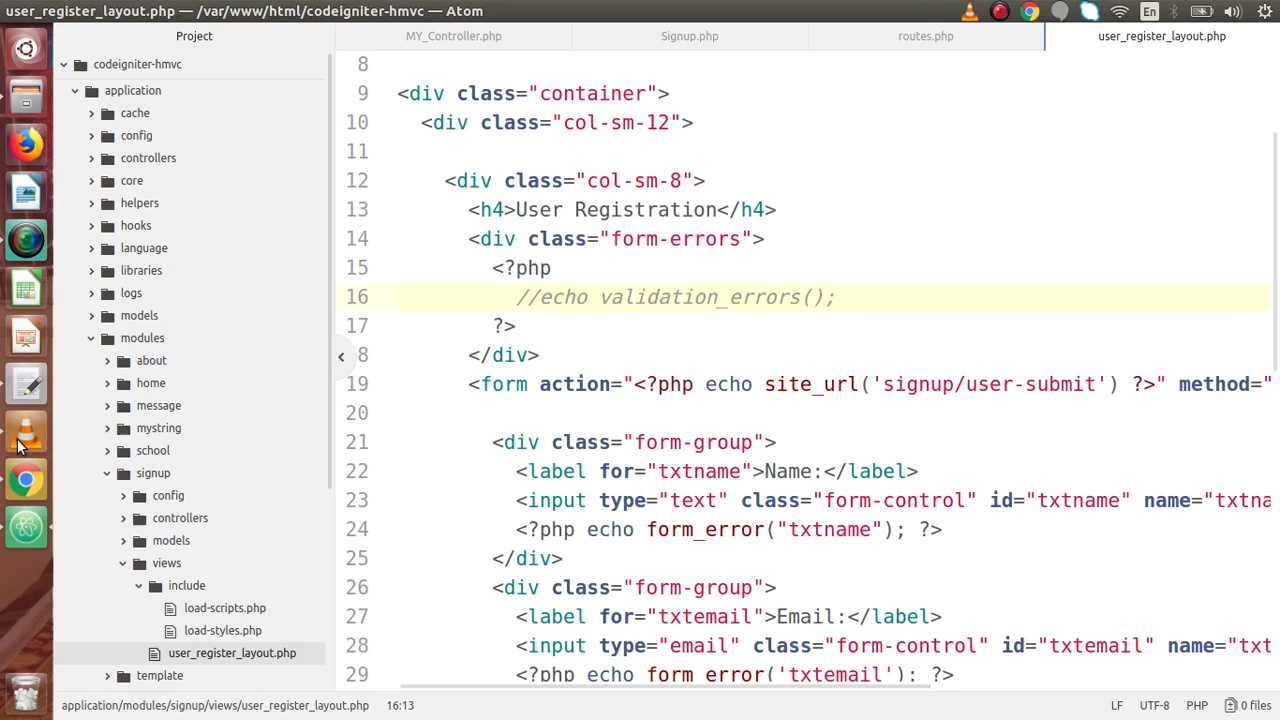 user_register_layout.php — /var/www/html/codeigniter-hmvc — Atom
En
Project
MY_Controller.php
Signup.php
routes.php
user_register_layout.php
codeigniter-hmvc
application
cache
config
controllers
core
helpers
hooks
language
libraries
logs
models
modules
about
home
message
mystring
school
signup
config
controllers
models
views
include
load-scripts.php
load-styles.php
user_register_layout.php
template
8
9 <div class="container">
10 <div class="col-sm-12">
11
12 <div class="col-sm-8">
13 <h4>User Registration</h4>
14 <div class="form-errors">
15 <?php
16 //echo validation_errors();
17 ?>
8 </div>
19 <form action="<?php echo site_url('signup/user-submit') ?>" method="
20
21 <div class="form-group">
22 <label for="txtname">Name:</label>
23 <input type="text" class="form-control" id="txtname" name="txtna
24 <?php echo form_error("txtname"); ?>
25 </div>
26 <div class="form-group">
27 <label for="txtemail">Email:</label>
28 <input type="email" class="form-control" id="txtemail" name="txt
29 <?php echo form_error('txtemail'); ?>
application/modules/signup/views/user_register_layout.php 16:13
LF UTF-8 PHP 0 files